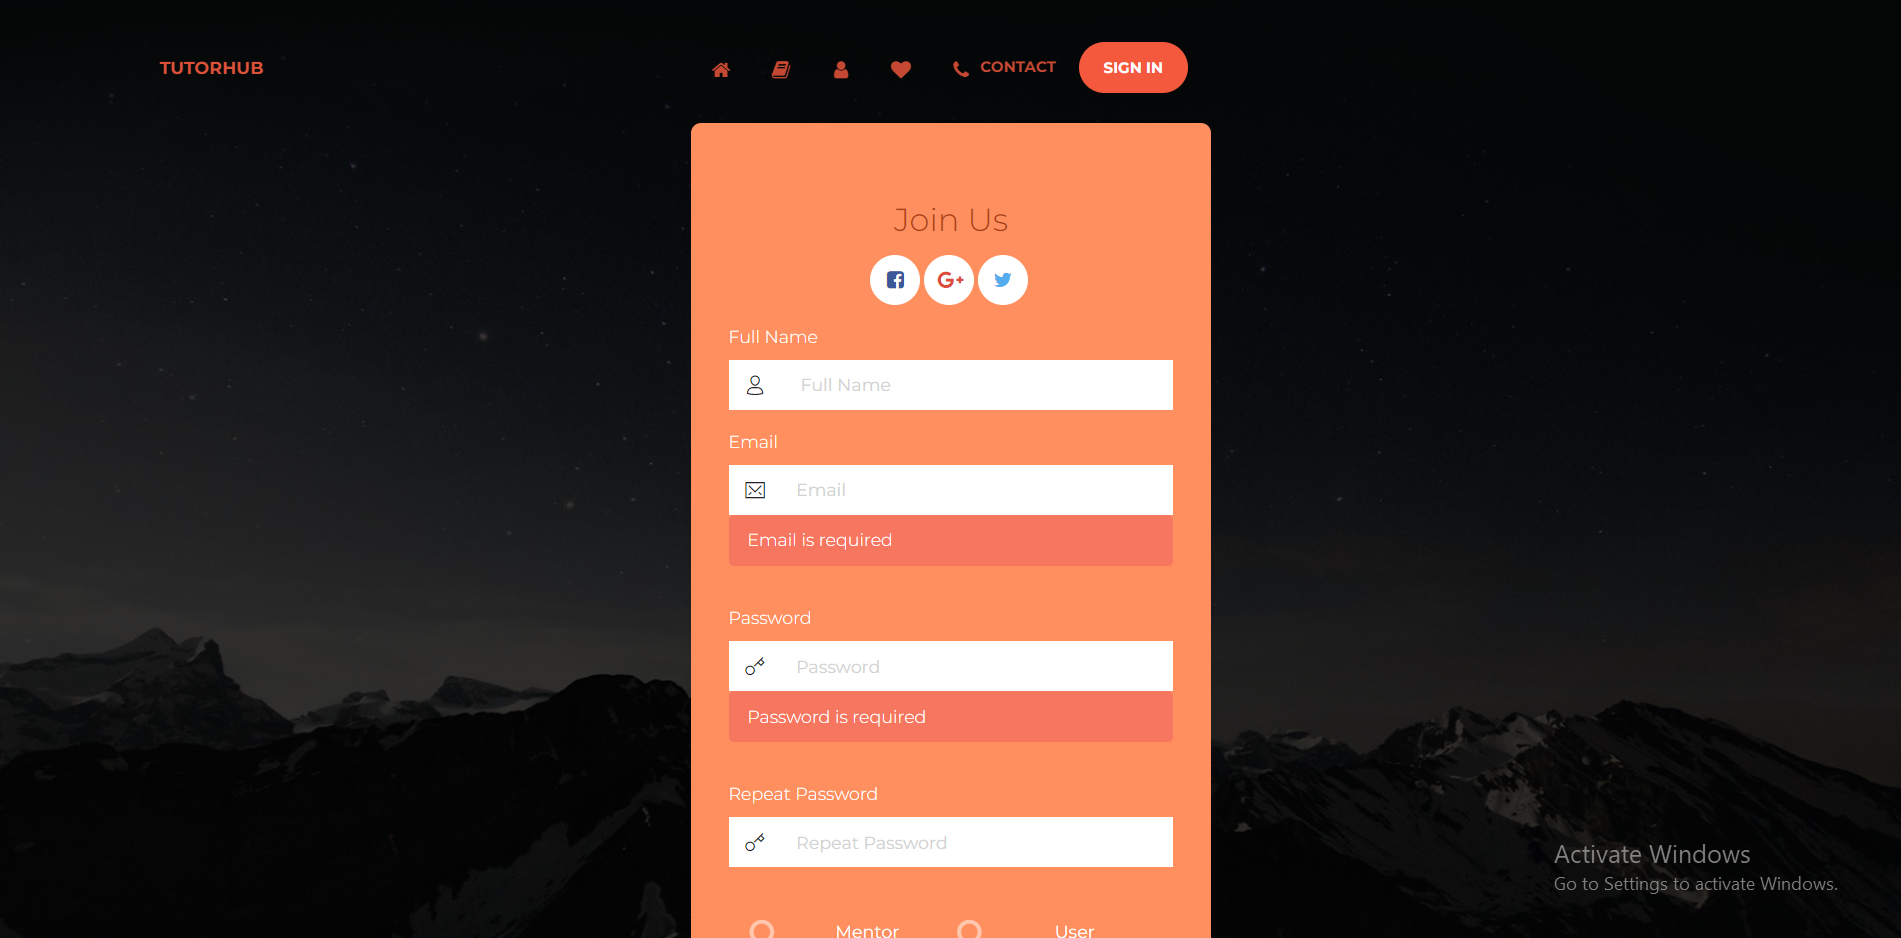 TUTORHUB
CONTACT
SIGN IN
Join Us
Full Name
Full Name
Email
Email
Email is required
Password
Password
Password is required
Repeat Password
Repeat Password
Mentor
User
Activate Windows
Go to Settings to activate Windows.